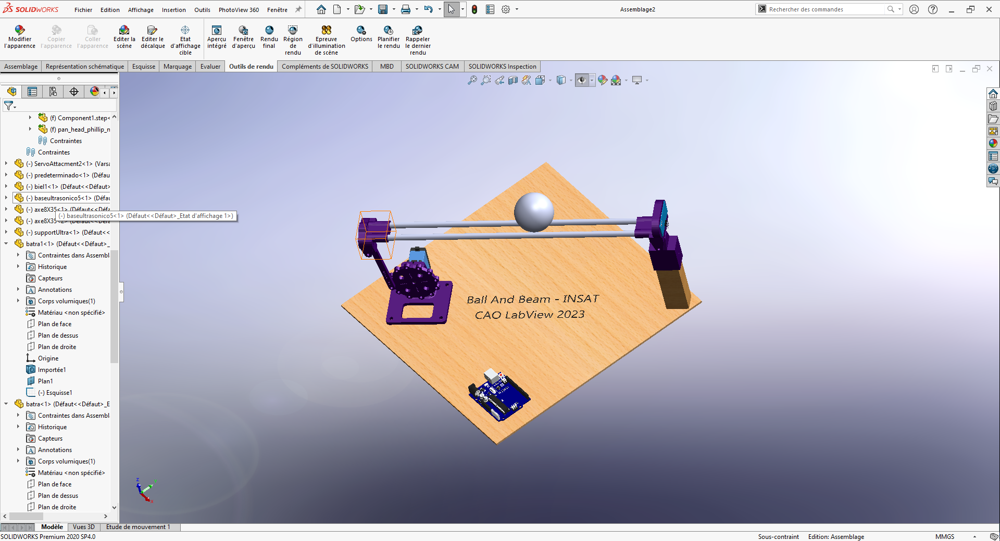 SOLIDWORKS Fichier Edition Affichage Insertion Outils PhotoView 360 Fenêtre Assemblage2 Rechercher des commandes
Modifier l'apparence
Copier l'apparence
Coller l'apparence
Editer la scène
Editer le décalque
Etat d'affichage cible
Aperçu intégré
Fenêtre d'aperçu
Rendu final
Région de rendu
Epreuve d'illumination de scène
Options
Planifier le rendu
Rappeler le dernier rendu
Assemblage Représentation schématique Esquisse Marquage Evaluer Outils de rendu Compléments de SOLIDWORKS MBD SOLIDWORKS CAM SOLIDWORKS Inspection
(f) Component1.step<
(f) pan_head_phillip_n
Contraintes
Contraintes
(-) ServoAttacment2<1> (Varsa
(-) predeterminado<1> (Défau
(-) biel1<1> (Défaut<<Défaut>
(-) baseultrasonico5<1> (Défau
(-) axe8X35<1> (Défaut<<Défa
(-) baseultrasonico5<1> (Défaut<<Défaut>_Etat d'affichage 1>)
(-) axe8X35<2> (Défaut<<Défa
(-) supportUltra<1> (Défaut<<
batra1<1> (Défaut<<Défaut>_
Contraintes dans Assembl
Historique
Capteurs
Annotations
Corps volumiques(1)
Matériau <non spécifié>
Plan de face
Plan de dessus
Plan de droite
Origine
Importée1
Plan1
(-) Esquisse1
batra<1> (Défaut<<Défaut>_E
Contraintes dans Assembl
Historique
Capteurs
Annotations
Corps volumiques(1)
Matériau <non spécifié>
Plan de face
Plan de dessus
Plan de droite
Ball And Beam - INSAT
CAO LabView 2023
Z
Y
X
Modèle Vues 3D Etude de mouvement 1
SOLIDWORKS Premium 2020 SP4.0 Sous-contraint Edition: Assemblage MMGS